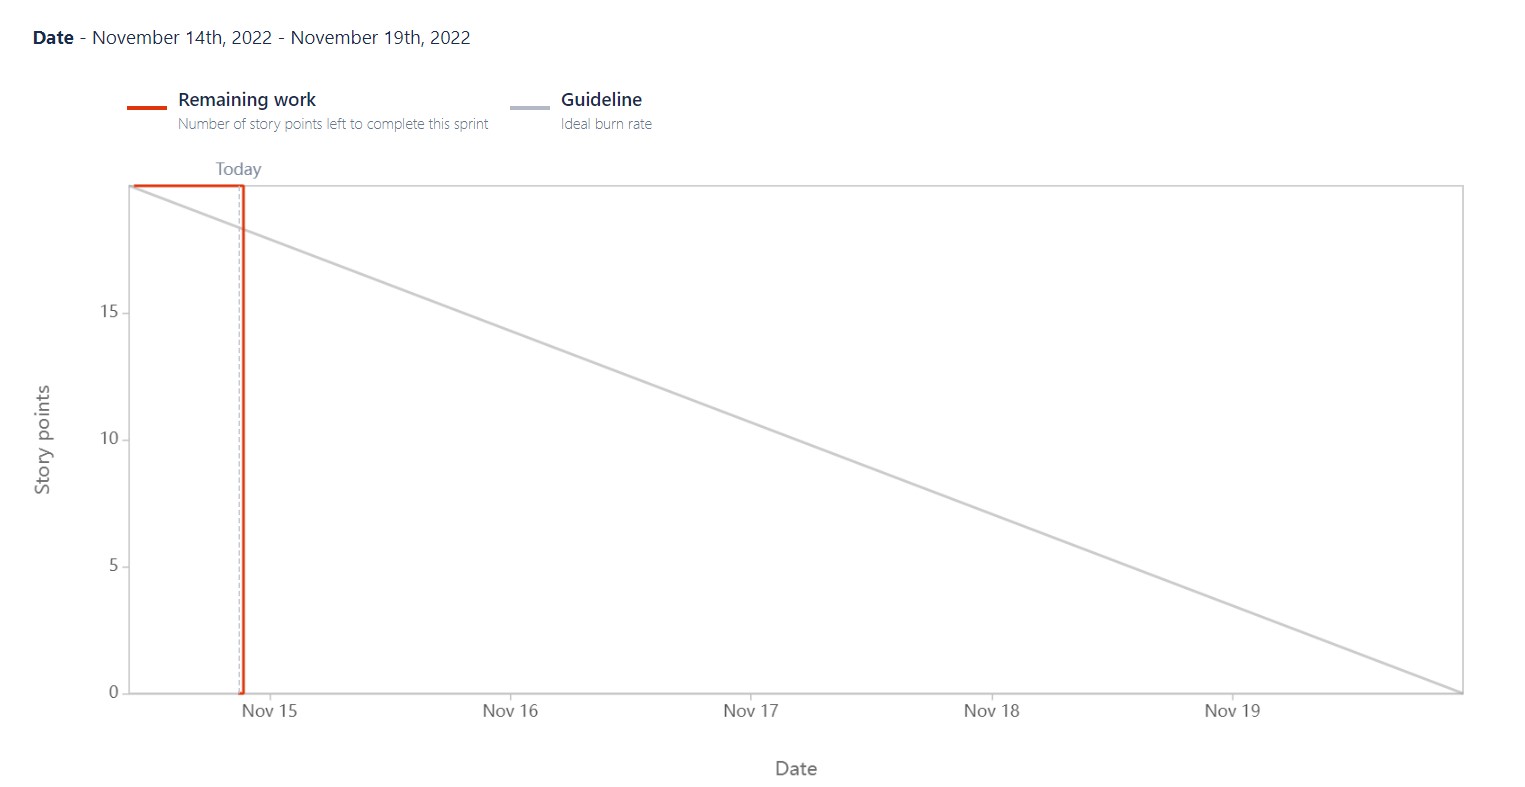 Date - November 14th, 2022 - November 19th, 2022
Remaining work
Number of story points left to complete this sprint
Guideline
Ideal burn rate
Today
15
10
5
0
Story points
Nov 15
Nov 16
Nov 17
Nov 18
Nov 19
Date